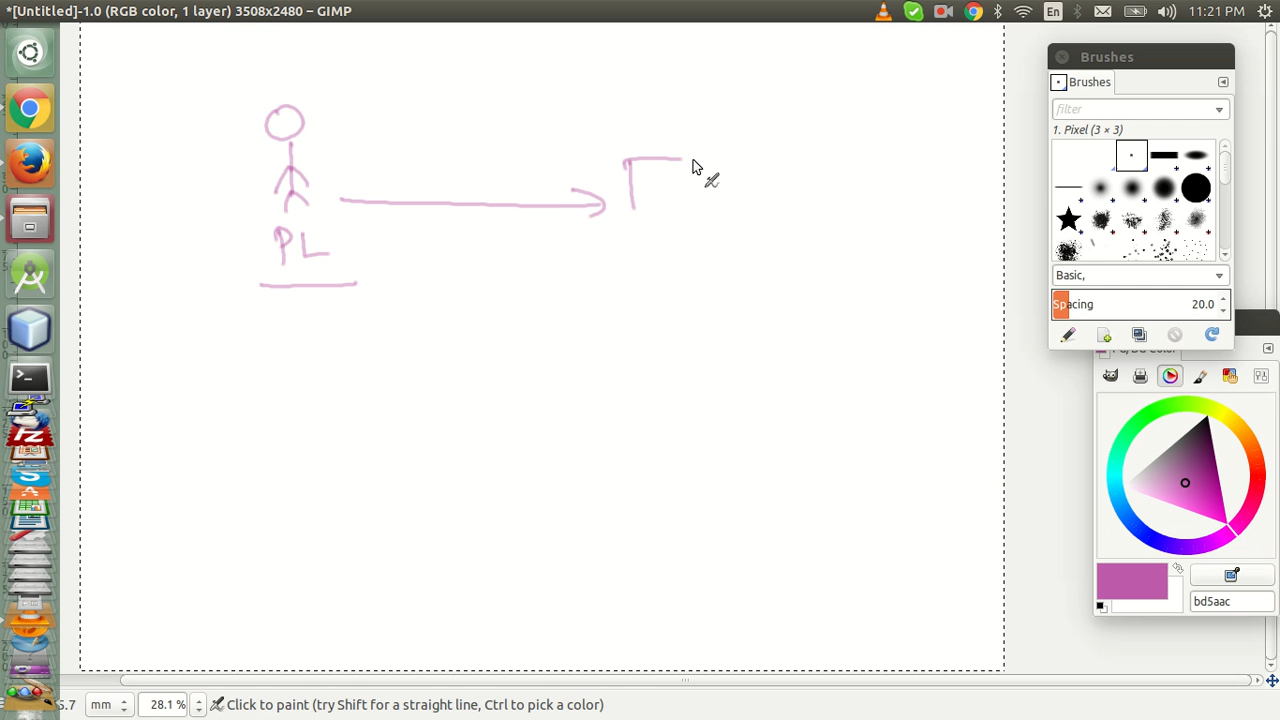 *[Untitled]-1.0 (RGB color, 1 layer) 3508x2480 – GIMP
En
11:21 PM
Brushes
Brushes
filter
1. Pixel (3 × 3)
PL
Basic,
Spacing 20.0
bd5aac
mm
28.1 %
Click to paint (try Shift for a straight line, Ctrl to pick a color)